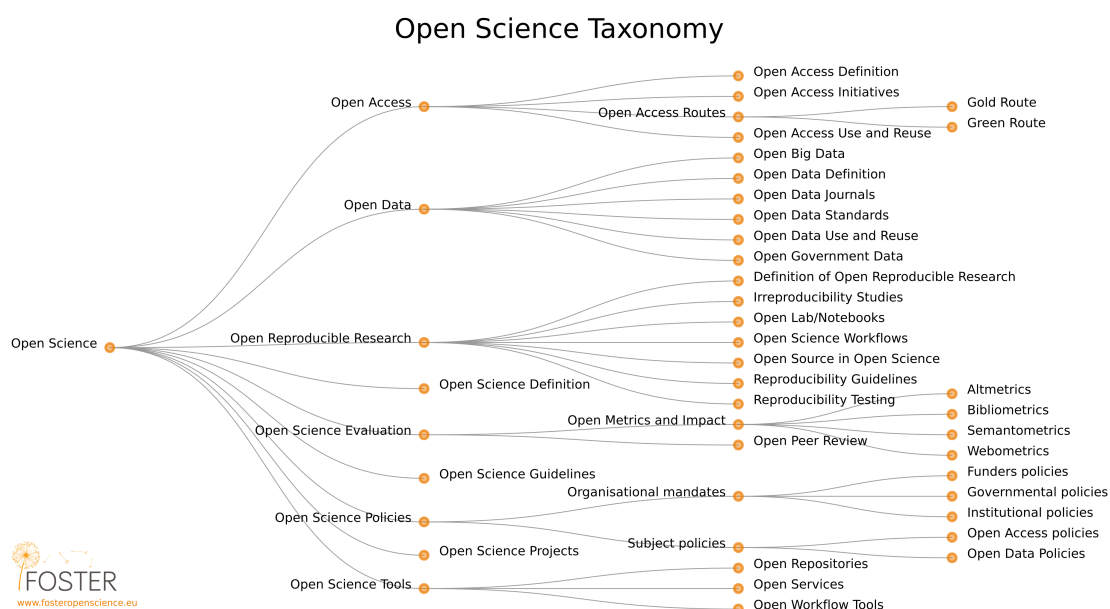 Open Science Taxonomy
Open Science
Open Access
Open Access Definition
Open Access Initiatives
Open Access Routes
Gold Route
Green Route
Open Access Use and Reuse
Open Data
Open Big Data
Open Data Definition
Open Data Journals
Open Data Standards
Open Data Use and Reuse
Open Government Data
Open Reproducible Research
Definition of Open Reproducible Research
Irreproducibility Studies
Open Lab/Notebooks
Open Science Workflows
Open Source in Open Science
Reproducibility Guidelines
Reproducibility Testing
Open Science Definition
Open Science Evaluation
Open Metrics and Impact
Altmetrics
Bibliometrics
Semantometrics
Webometrics
Open Peer Review
Open Science Guidelines
Open Science Policies
Organisational mandates
Funders policies
Governmental policies
Institutional policies
Subject policies
Open Access policies
Open Data Policies
Open Science Projects
Open Science Tools
Open Repositories
Open Services
Open Workflow Tools
FOSTER
www.fosteropenscience.eu